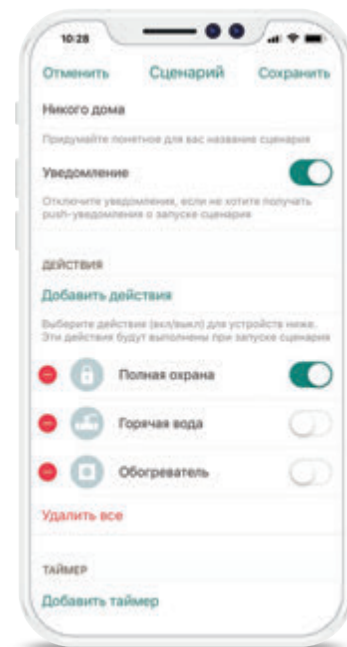 10:28
Отменить Сценарий Сохранить
Никого дома
Придумайте понятное для вас название сценария
Уведомление
Отключите уведомления, если не хотите получать
push-уведомления о запуске сценария
ДЕЙСТВИЯ
Добавить действия
Выберите действие (вкл/выкл) для устройств ниже.
Эти действия будут выполнены при запуске сценария
Полная охрана
Горячая вода
Обогреватель
Удалить все
ТАЙМЕР
Добавить таймер